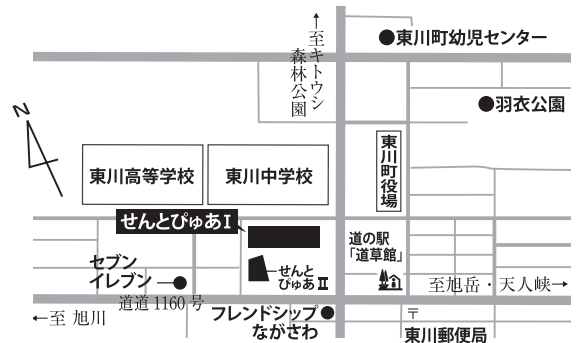 ↑至キトウシ
森林公園
●東川町幼児センター
●羽衣公園
N
東川高等学校
東川中学校
東川町役場
せんとぴゅあⅠ
道の駅
「道草館」
せんと
ぴゅあⅡ
セブン
イレブン
至旭岳・天人峡→
道道1160号
←至 旭川
フレンドシップ●
ながさわ
〒
東川郵便局